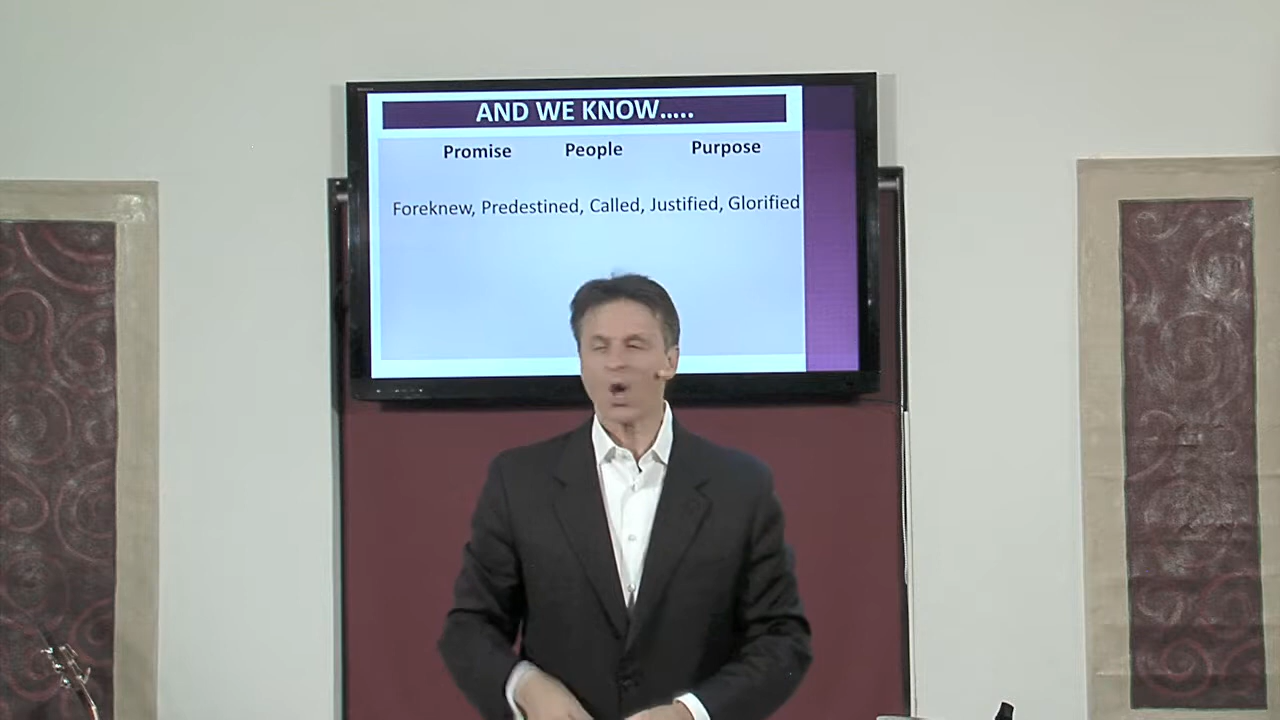 AND WE KNOW.....
Promise People Purpose
Foreknew, Predestined, Called, Justified, Glorified